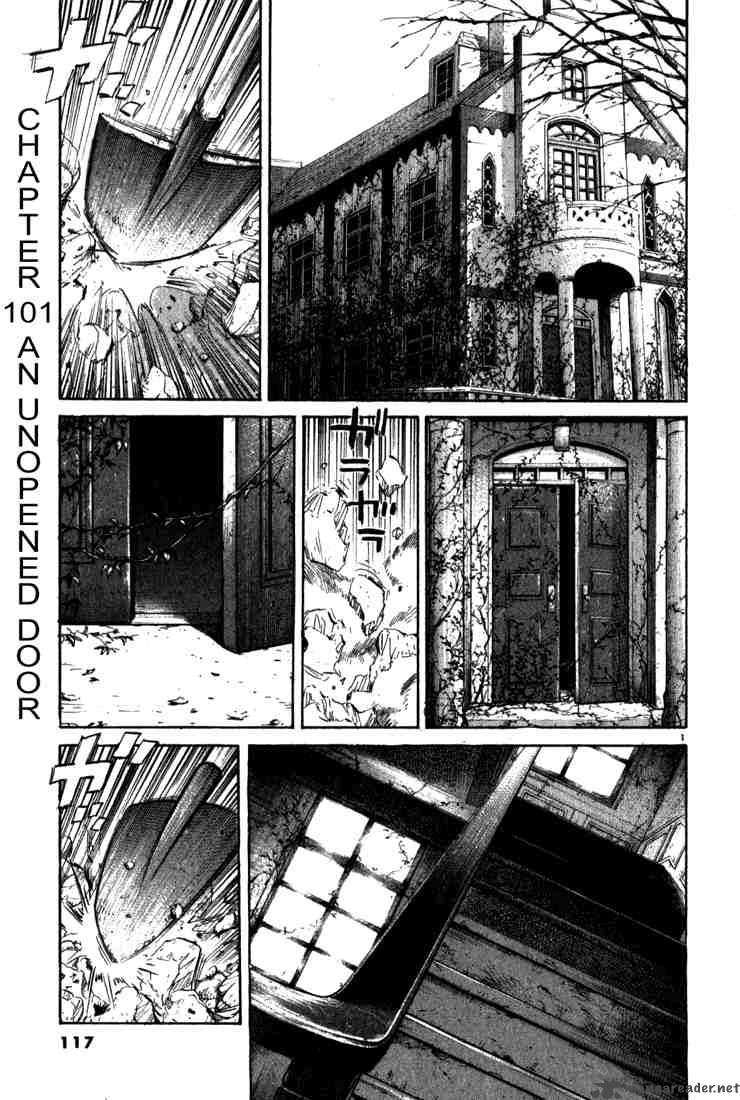 CHAPTER 101 AN UNOPENED DOOR
ガッ
ガラガラ
1
ガッ
117
mangareader.net